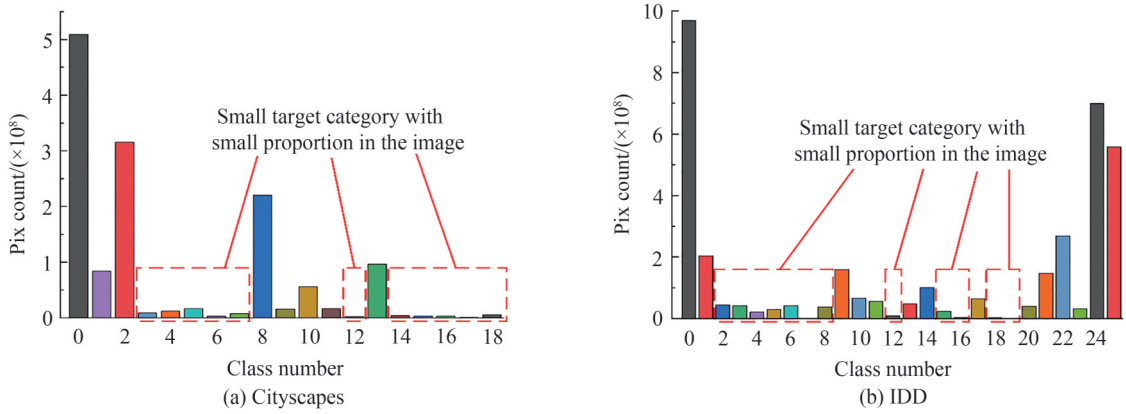 5
4
3
2
1
0
Pix count/(×10⁸)
Small target category with
small proportion in the image
0 2 4 6 8 10 12 14 16 18
Class number
(a) Cityscapes
10
8
6
4
2
0
Pix count/(×10⁸)
Small target category with
small proportion in the image
0 2 4 6 8 10 12 14 16 18 20 22 24
Class number
(b) IDD